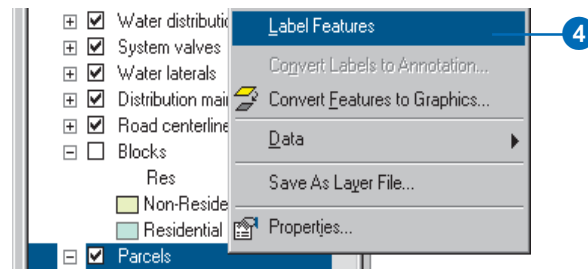 Water distributio
System valves
Water laterals
Distribution mai
Road centerline
Blocks
Res
Non-Reside
Residential
Parcels
Label Features
Convert Labels to Annotation...
Convert Features to Graphics...
Data
Save As Layer File...
Properties...
4